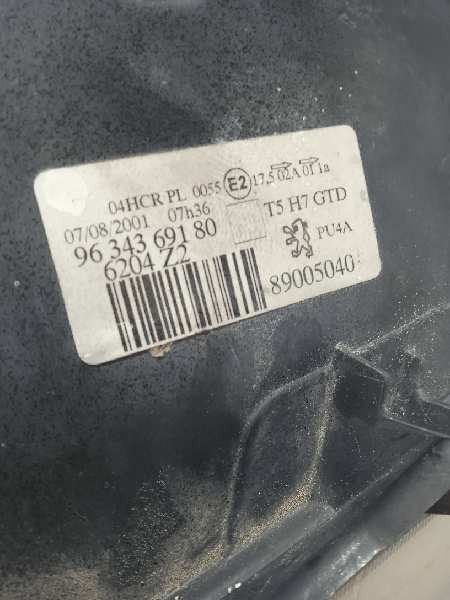 04HCR PL 0055 E2 17,5 02A 01 1a
07/08/2001 07h36
96 343 691 80
6204 Z2
T5 H7 GTD
PU4A
89005040